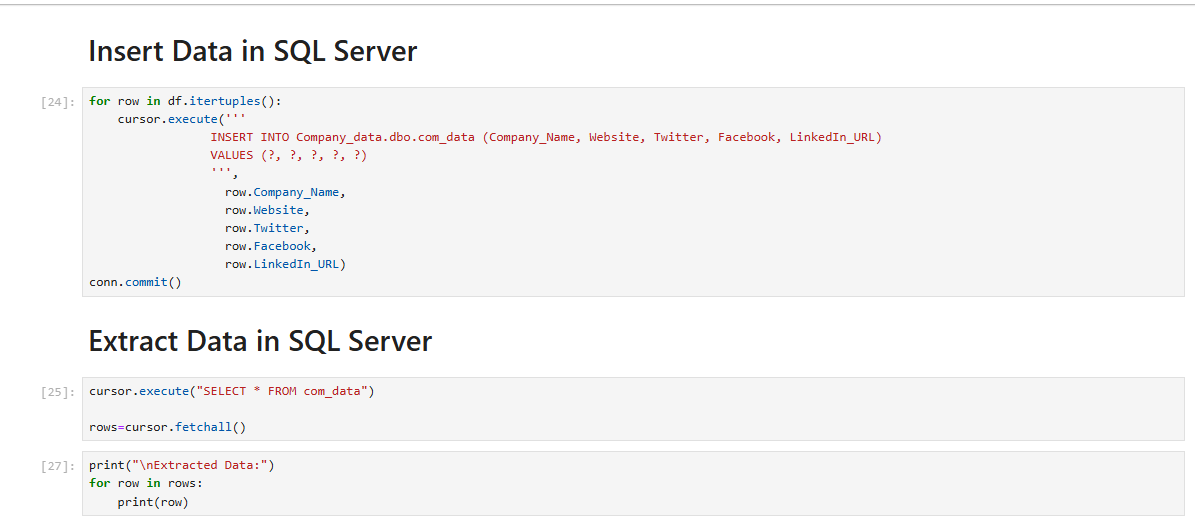 Insert Data in SQL Server
[24]: for row in df.itertuples():
    cursor.execute('''
                 INSERT INTO Company_data.dbo.com_data (Company_Name, Website, Twitter, Facebook, LinkedIn_URL)
                 VALUES (?, ?, ?, ?, ?)
                 ''',
                   row.Company_Name,
                   row.Website,
                   row.Twitter,
                   row.Facebook,
                   row.LinkedIn_URL)
conn.commit()
Extract Data in SQL Server
[25]: cursor.execute("SELECT * FROM com_data")
rows=cursor.fetchall()
[27]: print("\nExtracted Data:")
for row in rows:
    print(row)